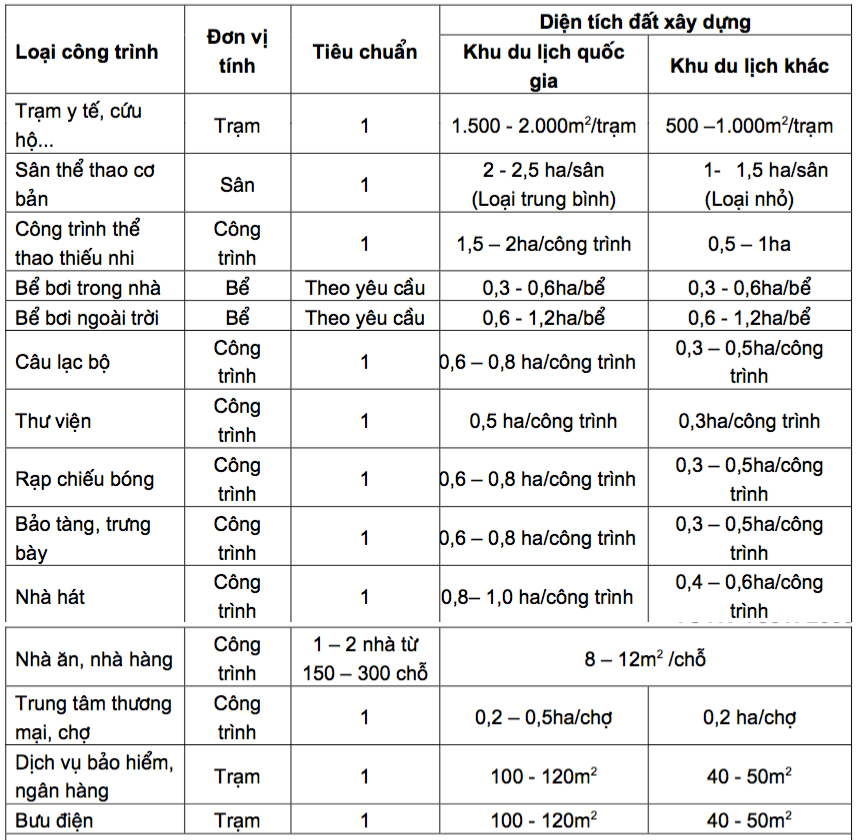 Loại công trình
Đơn vị
tính
Tiêu chuẩn
Diện tích đất xây dựng
Khu du lịch quốc
gia
Khu du lịch khác
Trạm y tế, cứu
hộ...
Trạm
1
1.500 - 2.000m²/trạm
500 –1.000m²/trạm
Sân thể thao cơ
bản
Sân
1
2 - 2,5 ha/sân
(Loại trung bình)
1- 1,5 ha/sân
(Loại nhỏ)
Công trình thể
thao thiếu nhi
Công
trình
1
1,5 – 2ha/công trình
0,5 – 1ha
Bể bơi trong nhà
Bể
Theo yêu cầu
0,3 - 0,6ha/bể
0,3 - 0,6ha/bể
Bể bơi ngoài trời
Bể
Theo yêu cầu
0,6 - 1,2ha/bể
0,6 - 1,2ha/bể
Câu lạc bộ
Công
trình
1
0,6 – 0,8 ha/công trình
0,3 – 0,5ha/công
trình
Thư viện
Công
trình
1
0,5 ha/công trình
0,3ha/công trình
Rạp chiếu bóng
Công
trình
1
0,6 – 0,8 ha/công trình
0,3 – 0,5ha/công
trình
Bảo tàng, trưng
bày
Công
trình
1
0,6 – 0,8 ha/công trình
0,3 – 0,5ha/công
trình
Nhà hát
Công
trình
1
0,8– 1,0 ha/công trình
0,4 – 0,6ha/công
trình
Nhà ăn, nhà hàng
Công
trình
1 – 2 nhà từ
150 – 300 chỗ
8 – 12m² /chỗ
Trung tâm thương
mại, chợ
Công
trình
1
0,2 – 0,5ha/chợ
0,2 ha/chợ
Dịch vụ bảo hiểm,
ngân hàng
Trạm
1
100 - 120m²
40 - 50m²
Bưu điện
Trạm
1
100 - 120m²
40 - 50m²